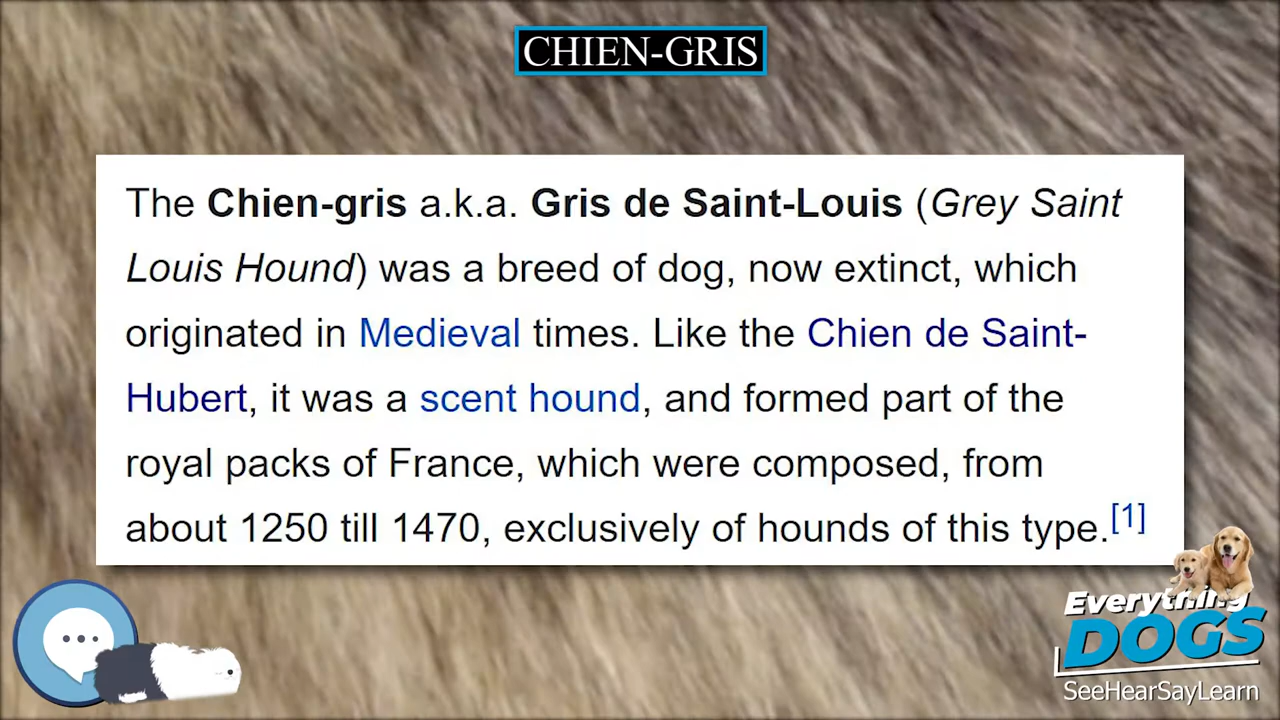 CHIEN-GRIS
The Chien-gris a.k.a. Gris de Saint-Louis (Grey Saint
Louis Hound) was a breed of dog, now extinct, which
originated in Medieval times. Like the Chien de Saint-
Hubert, it was a scent hound, and formed part of the
royal packs of France, which were composed, from
about 1250 till 1470, exclusively of hounds of this type.[1]
Everything
DOGS
SeeHearSayLearn